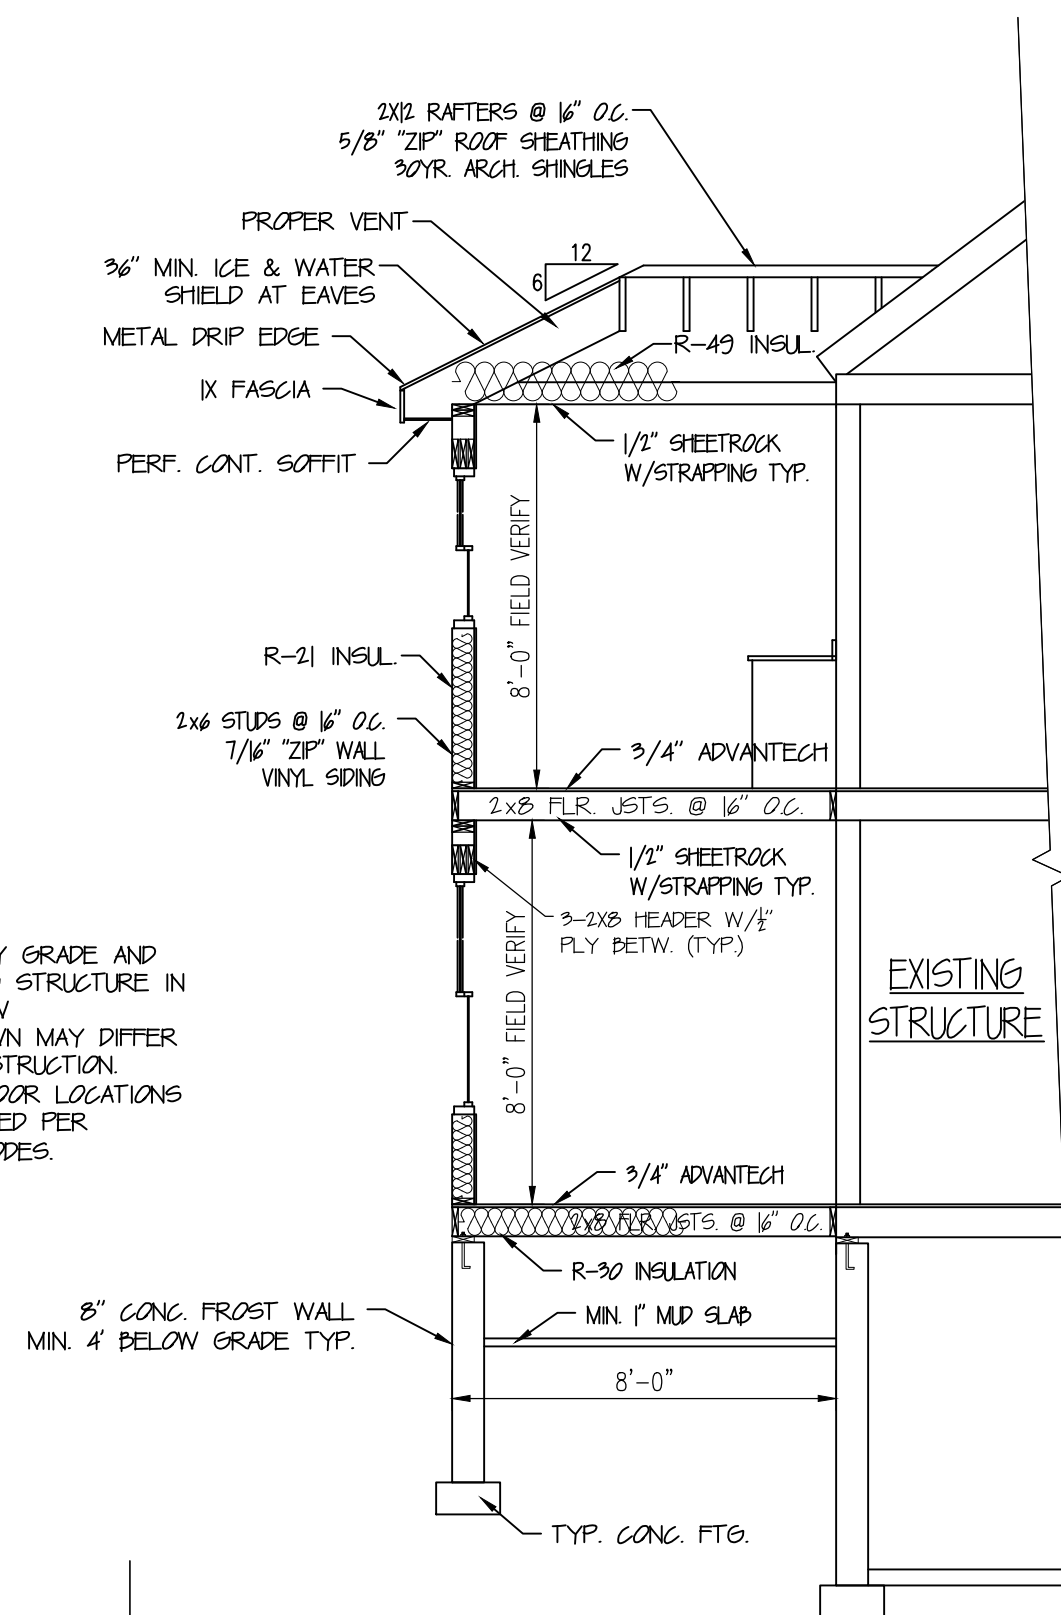 2X12 RAFTERS @ 16" O.C.
5/8" "ZIP" ROOF SHEATHING
30YR. ARCH. SHINGLES
PROPER VENT
12
6
36" MIN. ICE & WATER
SHIELD AT EAVES
METAL DRIP EDGE
R-49 INSUL.
1X FASCIA
PERF. CONT. SOFFIT
1/2" SHEETROCK
W/STRAPPING TYP.
8'-0" FIELD VERIFY
R-21 INSUL.
2x6 STUDS @ 16" O.C.
7/16" "ZIP" WALL
VINYL SIDING
3/4" ADVANTECH
2x8 FLR. JSTS. @ 16" O.C.
1/2" SHEETROCK
W/STRAPPING TYP.
3-2X8 HEADER W/½"
PLY BETW. (TYP.)
8'-0" FIELD VERIFY
EXISTING
STRUCTURE
GRADE AND
STRUCTURE IN
MAY DIFFER
LOCATIONS
PER
3/4" ADVANTECH
2x8 FLR. JSTS. @ 16" O.C.
R-30 INSULATION
MIN. 1" MUD SLAB
8" CONC. FROST WALL
MIN. 4' BELOW GRADE TYP.
8'-0"
TYP. CONC. FTG.